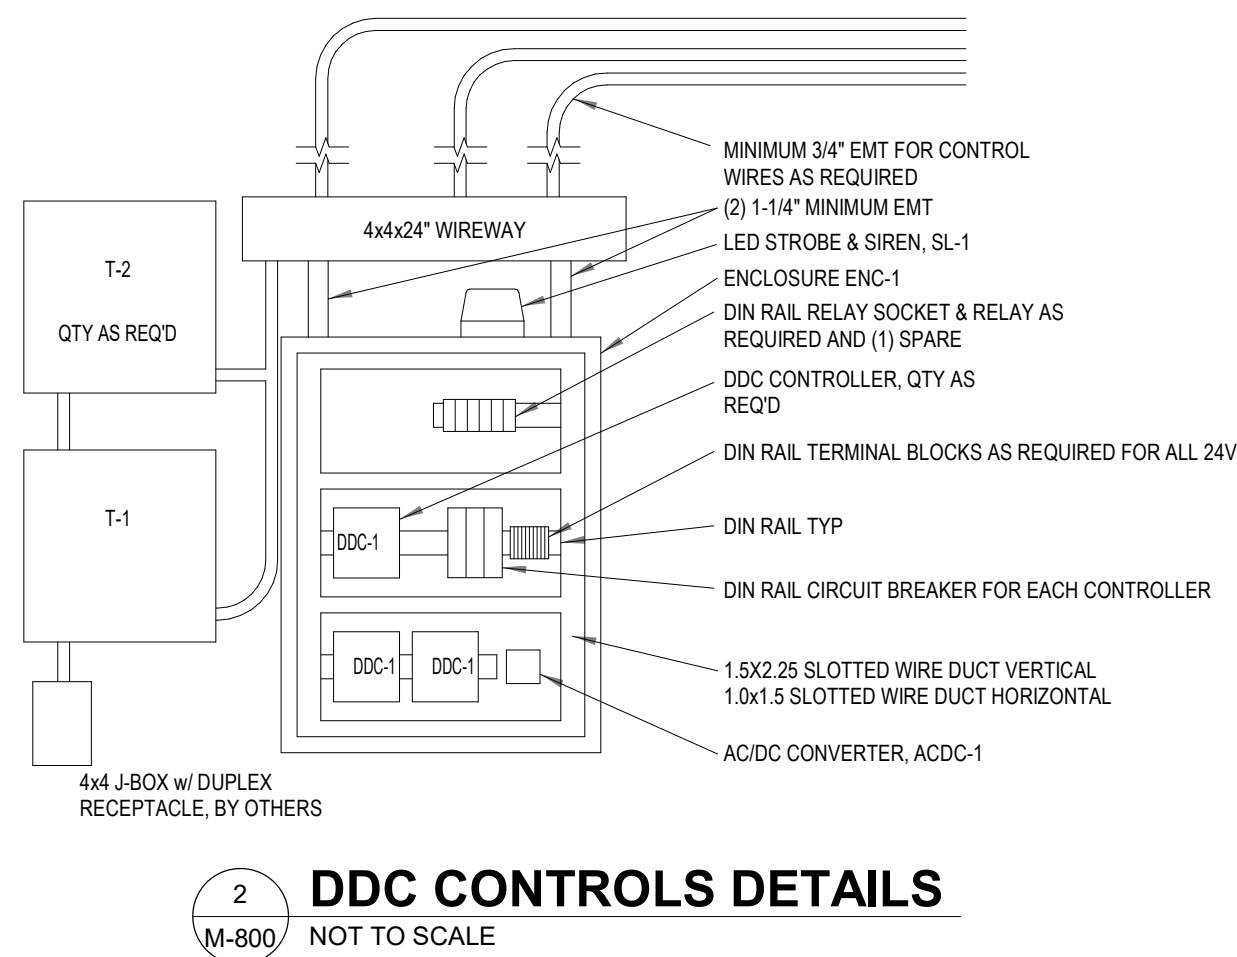 MINIMUM 3/4" EMT FOR CONTROL
WIRES AS REQUIRED
(2) 1-1/4" MINIMUM EMT
LED STROBE & SIREN, SL-1
ENCLOSURE ENC-1
DIN RAIL RELAY SOCKET & RELAY AS
REQUIRED AND (1) SPARE
DDC CONTROLLER, QTY AS
REQ'D
DIN RAIL TERMINAL BLOCKS AS REQUIRED FOR ALL 24V
DIN RAIL TYP
DIN RAIL CIRCUIT BREAKER FOR EACH CONTROLLER
1.5X2.25 SLOTTED WIRE DUCT VERTICAL
1.0x1.5 SLOTTED WIRE DUCT HORIZONTAL
AC/DC CONVERTER, ACDC-1
4x4x24" WIREWAY
T-2
QTY AS REQ'D
T-1
DDC-1
DDC-1
DDC-1
4x4 J-BOX w/ DUPLEX
RECEPTACLE, BY OTHERS
2
M-800
DDC CONTROLS DETAILS
NOT TO SCALE